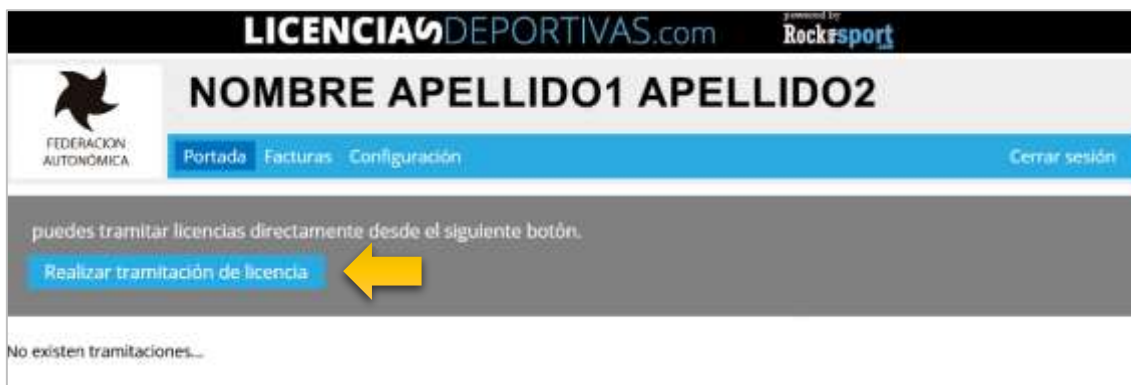 LICENCIASDEPORTIVAS.com
powered by
Rocksport
NOMBRE APELLIDO1 APELLIDO2
FEDERACION
AUTONÓMICA
Portada Facturas Configuración Cerrar sesión
puedes tramitar licencias directamente desde el siguiente botón.
Realizar tramitación de licencia
No existen tramitaciones...